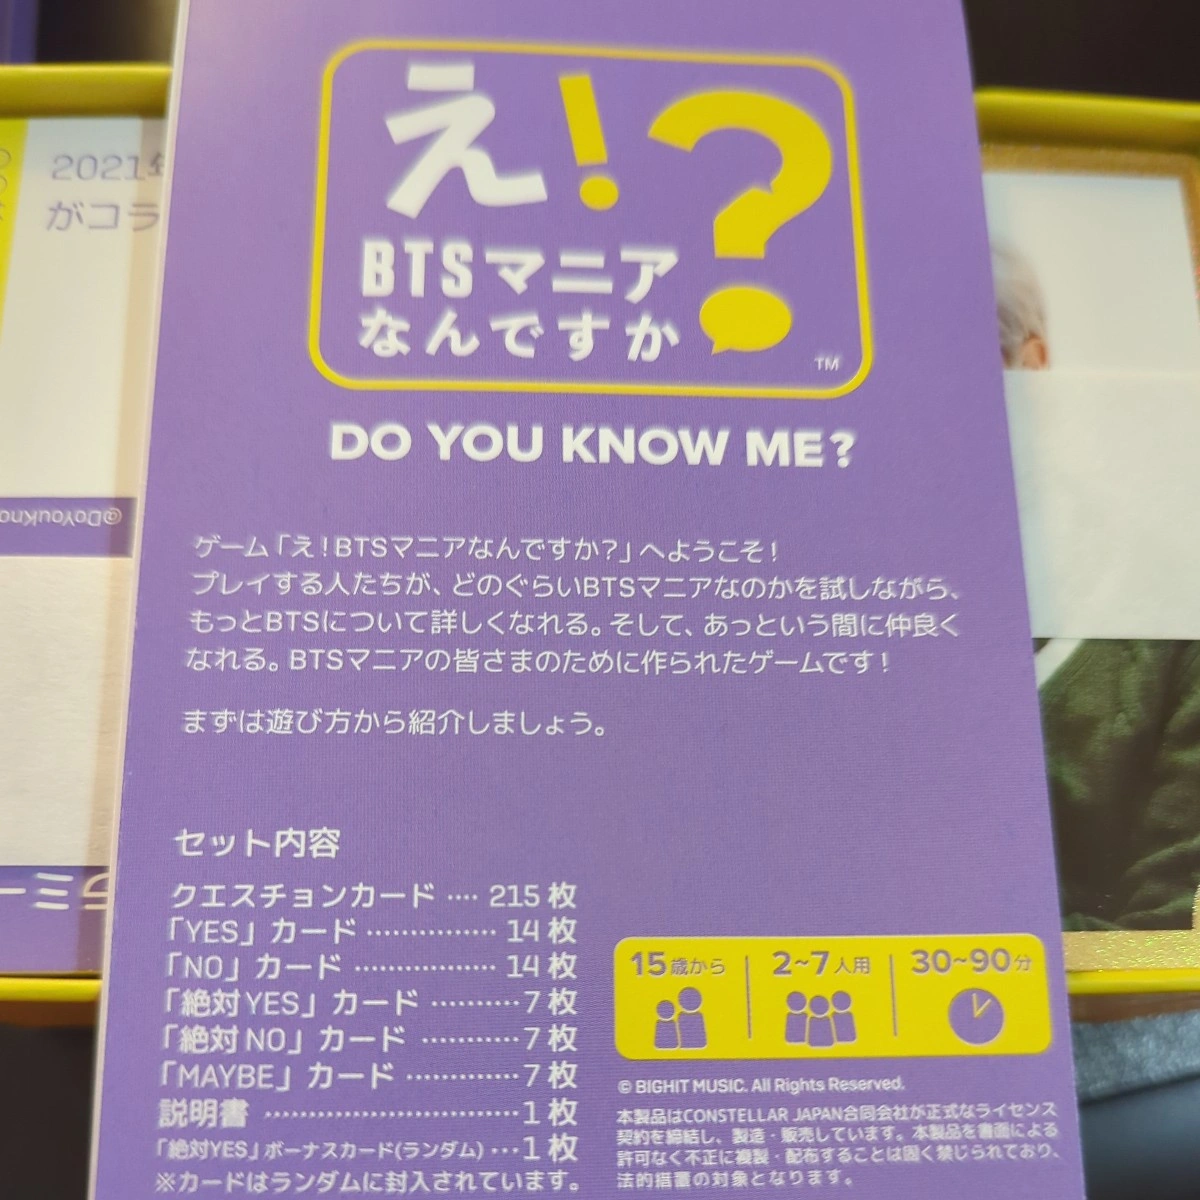 え!?
BTSマニア
なんですか
TM
DO YOU KNOW ME?
ゲーム「え!BTSマニアなんですか?」へようこそ!
プレイする人たちが、どのぐらいBTSマニアなのかを試しながら、
もっとBTSについて詳しくなれる。そして、あっという間に仲良く
なれる。BTSマニアの皆さまのために作られたゲームです!
まずは遊び方から紹介しましょう。
セット内容
クエスチョンカード ···· 215枚
「YES」カード ··············· 14枚
「NO」カード ················ 14枚
「絶対YES」カード ·········· 7枚
「絶対NO」カード ··········· 7枚
「MAYBE」カード ············· 7枚
説明書 ····························· 1枚
「絶対YES」ボーナスカード(ランダム) ··· 1枚
※カードはランダムに封入されています。
15歳から
2~7人用
30~90分
© BIGHIT MUSIC. All Rights Reserved.
本製品はCONSTELLAR JAPAN合同会社が正式なライセンス
契約を締結し、製造・販売しています。本製品を書面による
許可なく不正に複製・配布することは固く禁じられており、
法的措置の対象となります。
2021年
がコラ
@DoYouKno
ラミー